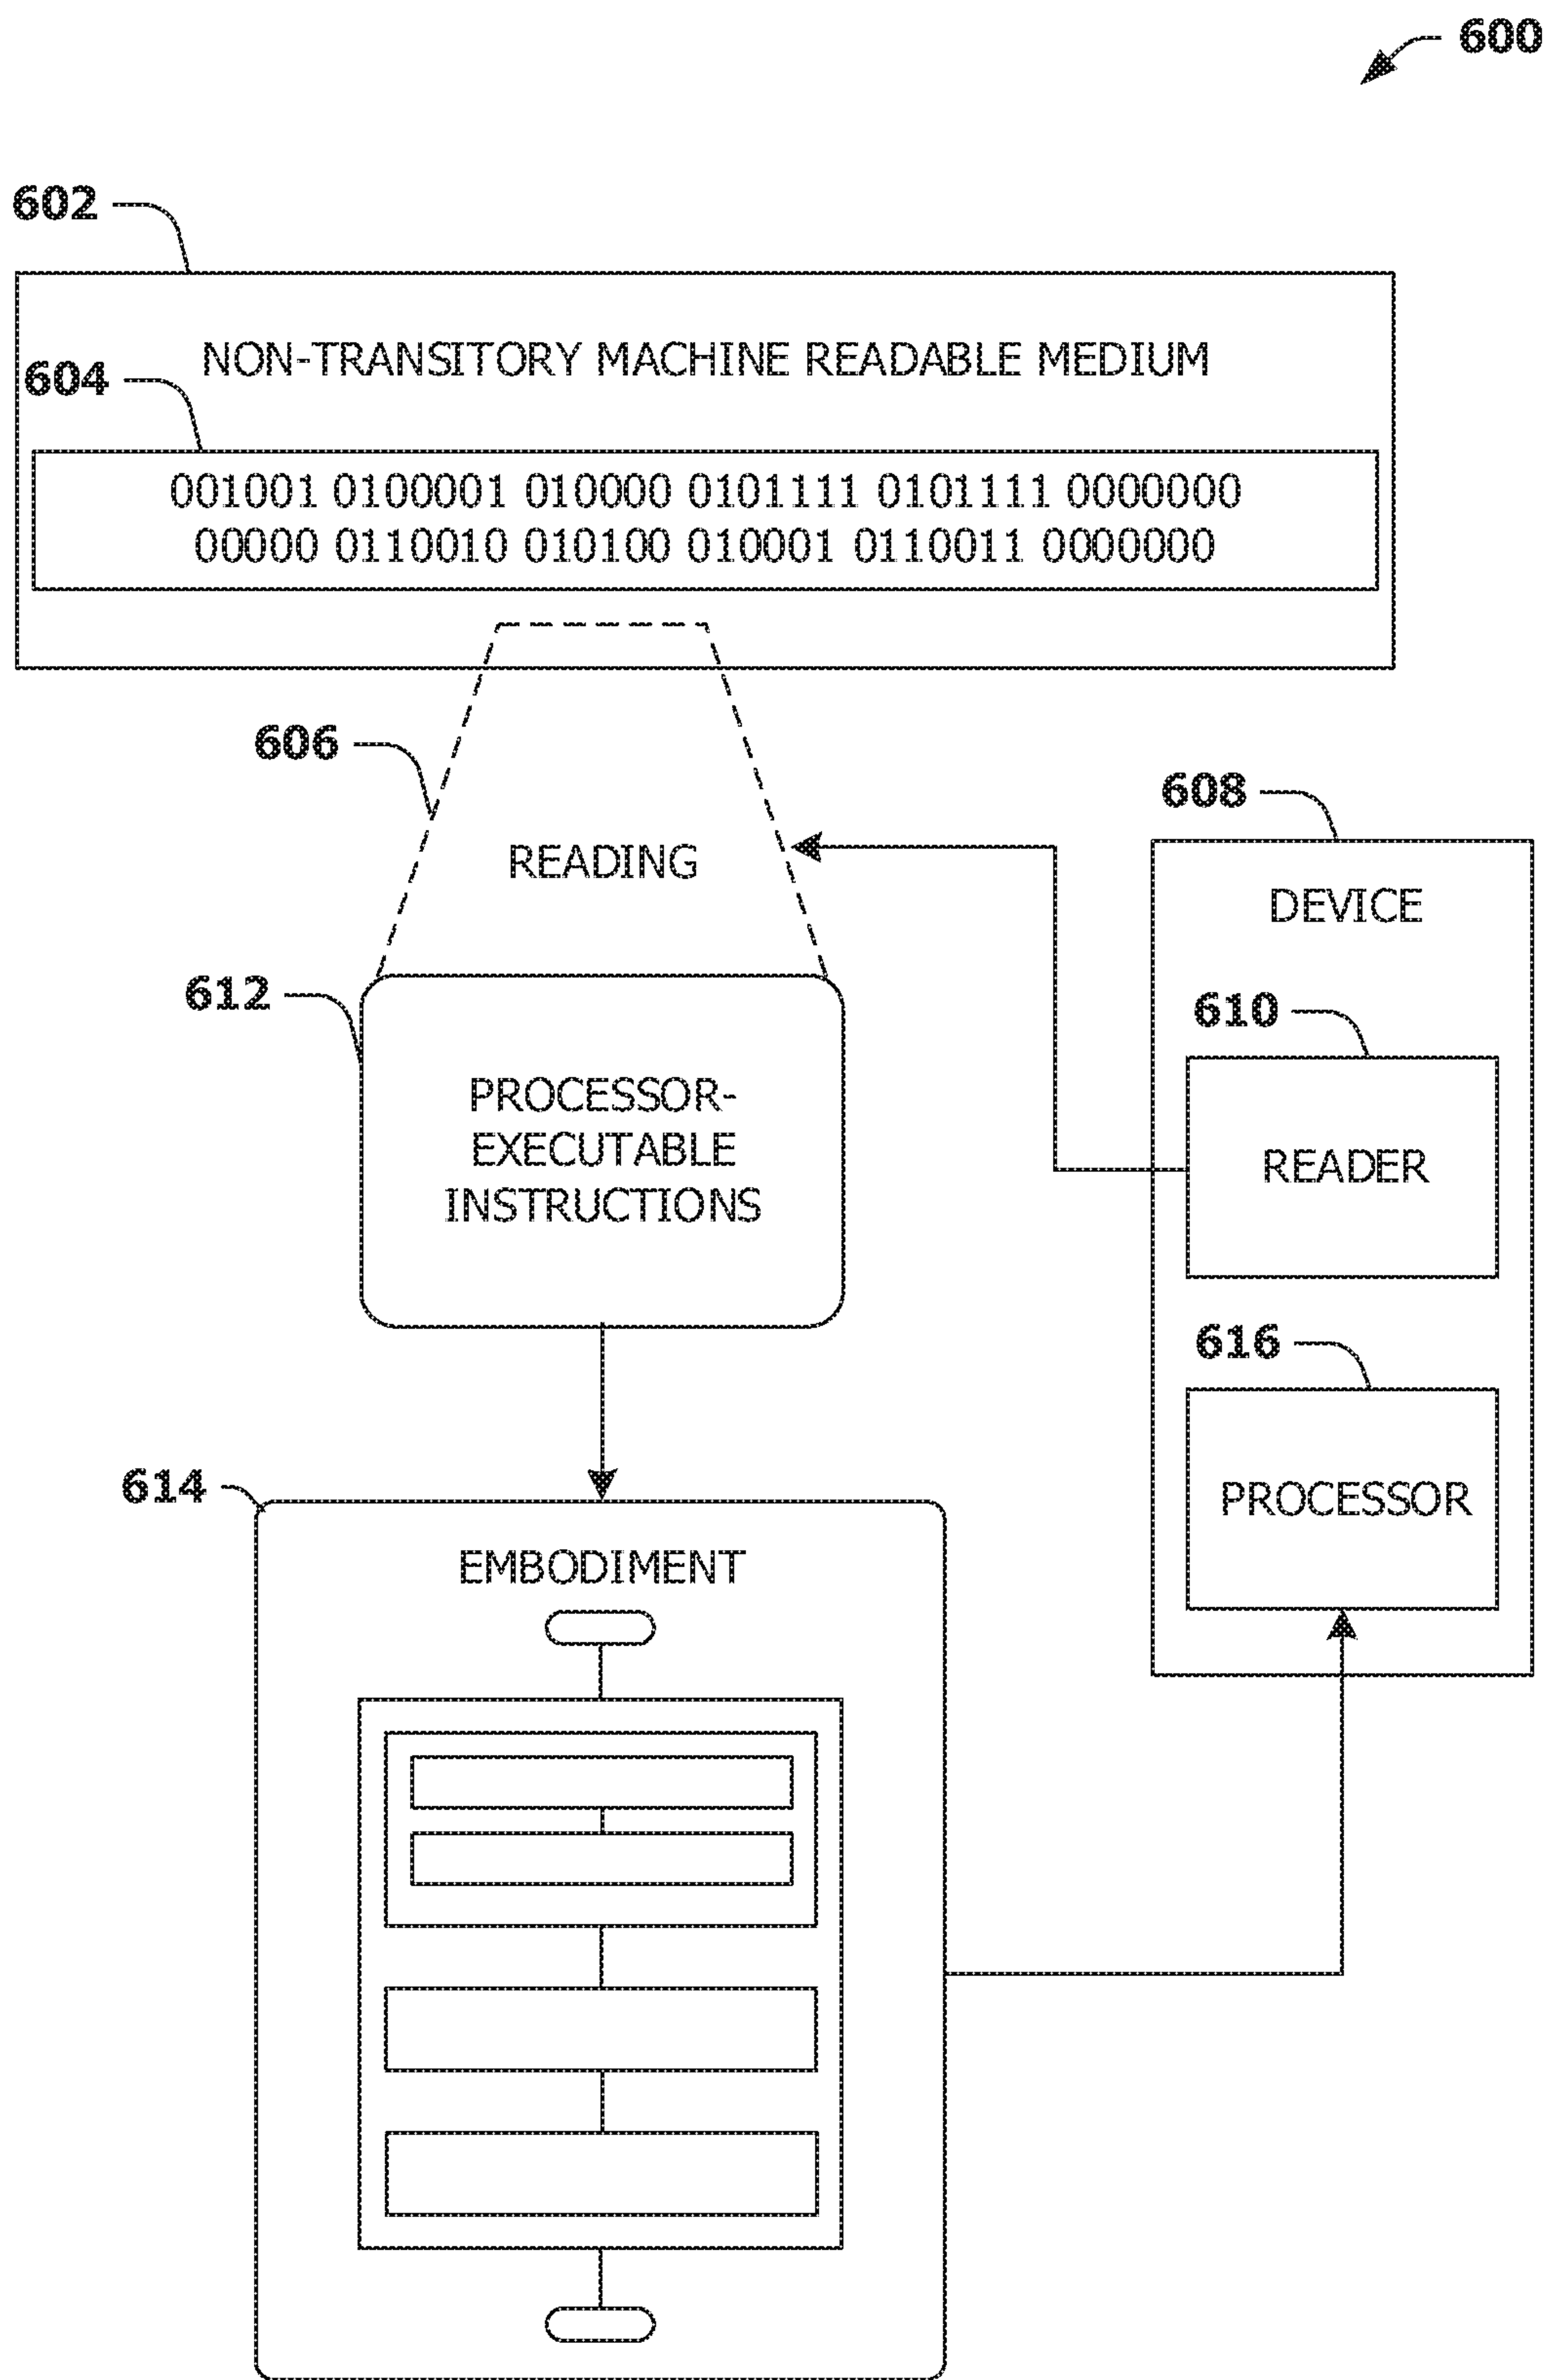 600
602
NON-TRANSITORY MACHINE READABLE MEDIUM
604
001001 0100001 010000 0101111 0101111 0000000
00000 0110010 010100 010001 0110011 0000000
606
READING
608
DEVICE
612
PROCESSOR-
EXECUTABLE
INSTRUCTIONS
610
READER
616
PROCESSOR
614
EMBODIMENT